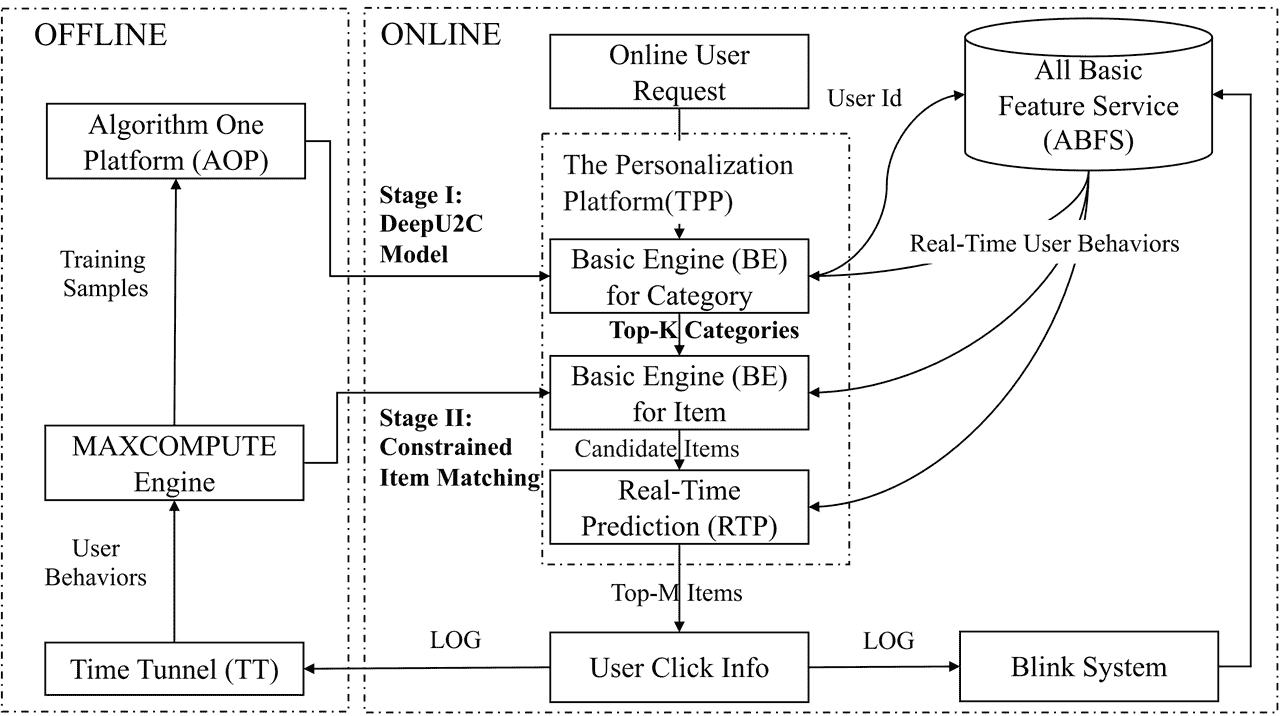 OFFLINE
Algorithm One
Platform (AOP)
Training
Samples
MAXCOMPUTE
Engine
User
Behaviors
Time Tunnel (TT)
ONLINE
Online User
Request
User Id
All Basic
Feature Service
(ABFS)
The Personalization
Platform(TPP)
Stage I:
DeepU2C
Model
Basic Engine (BE)
for Category
Real-Time User Behaviors
Top-K Categories
Basic Engine (BE)
for Item
Stage II:
Constrained
Item Matching
Candidate Items
Real-Time
Prediction (RTP)
Top-M Items
LOG
User Click Info
LOG
Blink System